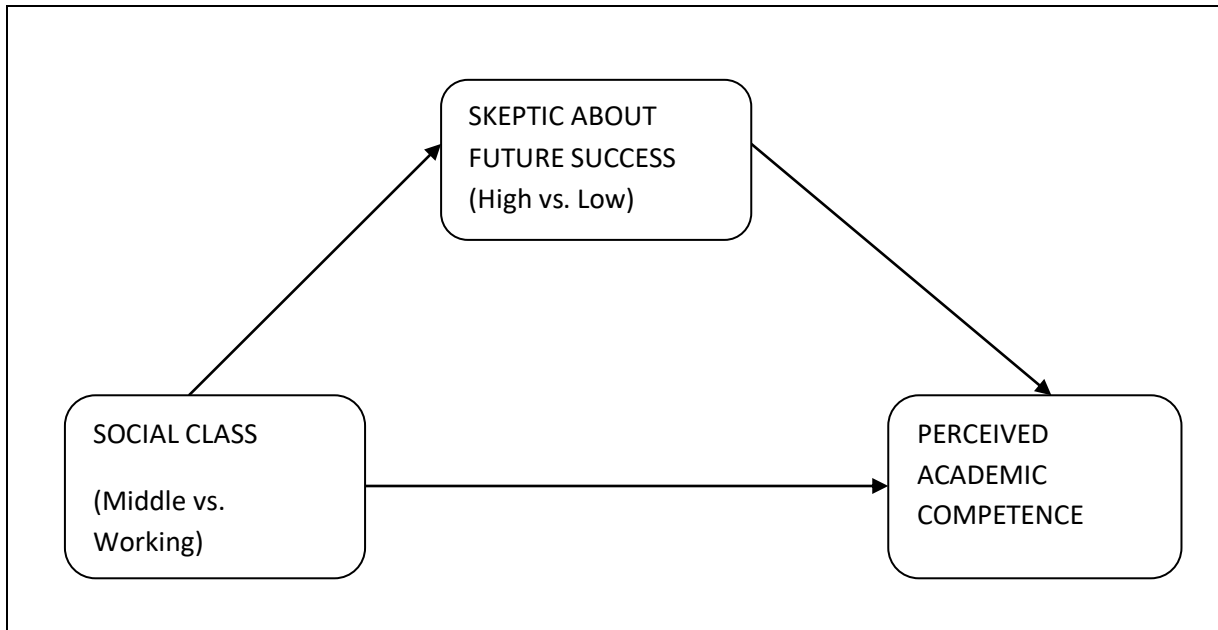 SKEPTIC ABOUT
FUTURE SUCCESS
(High vs. Low)
SOCIAL CLASS
(Middle vs.
Working)
PERCEIVED
ACADEMIC
COMPETENCE